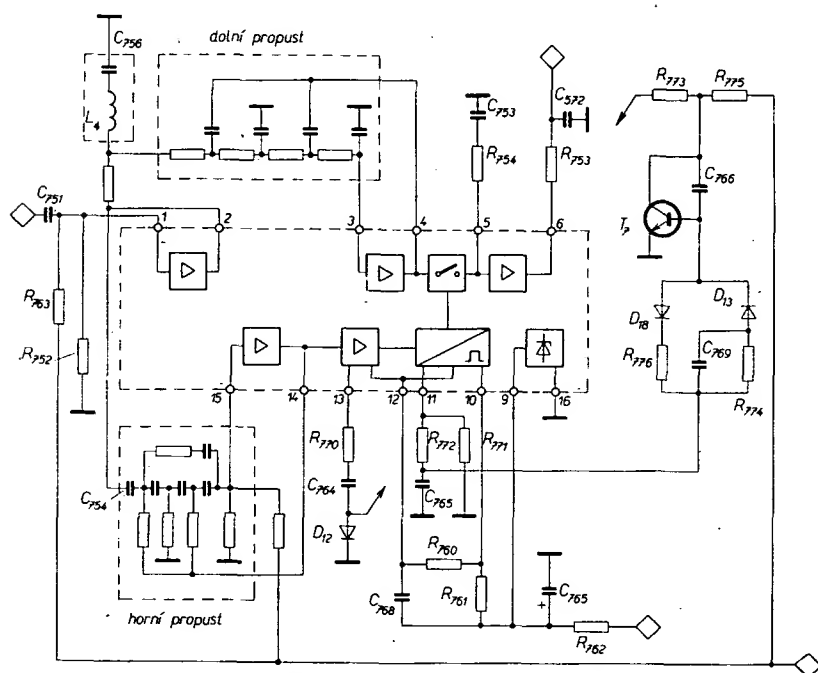 C756
dolní propust
L4
C753
C572
R773
R775
R754
R753
C766
C751
1
2
3
4
5
6
R763
R752
D18
D13
R776
C769
R774
15
14
13
12
11
10
9
16
R770
R772
R771
C764
C765
C754
D12
R760
R761
C768
C765
R762
horní propust